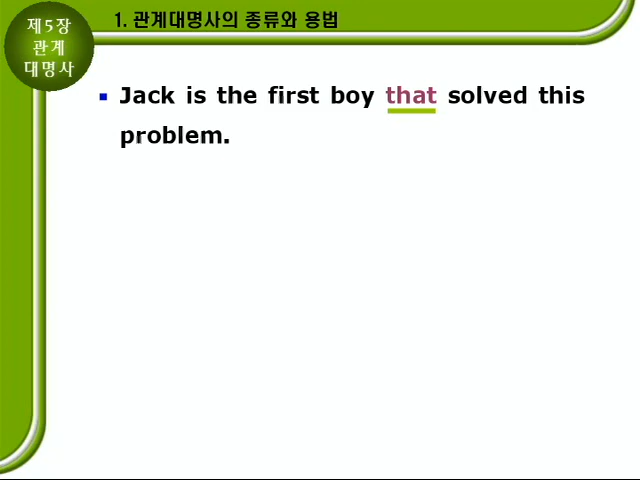 제5장
관계
대명사
1. 관계대명사의 종류와 용법
Jack is the first boy that solved this
problem.